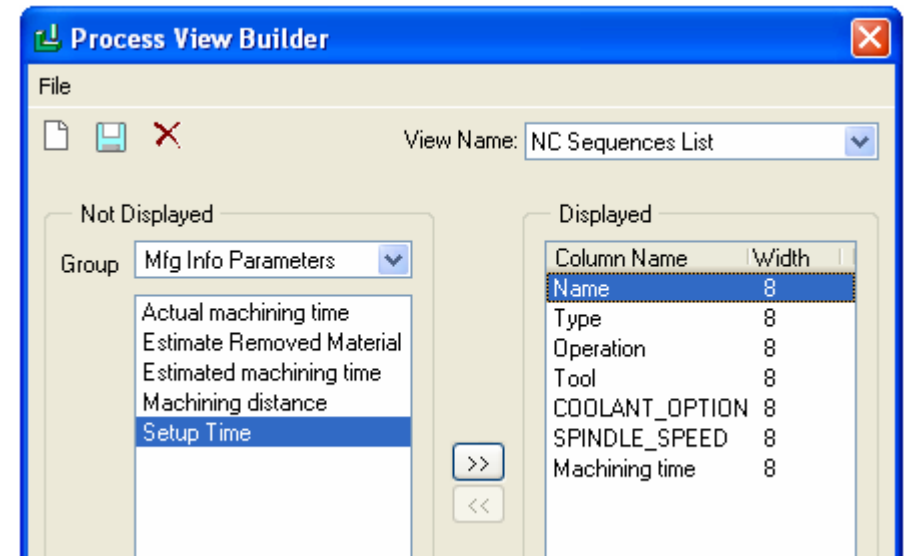 Process View Builder
File
View Name: NC Sequences List
Not Displayed
Group Mfg Info Parameters
Actual machining time
Estimate Removed Material
Estimated machining time
Machining distance
Setup Time
>>
<<
Displayed
Column Name Width
Name 8
Type 8
Operation 8
Tool 8
COOLANT_OPTION 8
SPINDLE_SPEED 8
Machining time 8